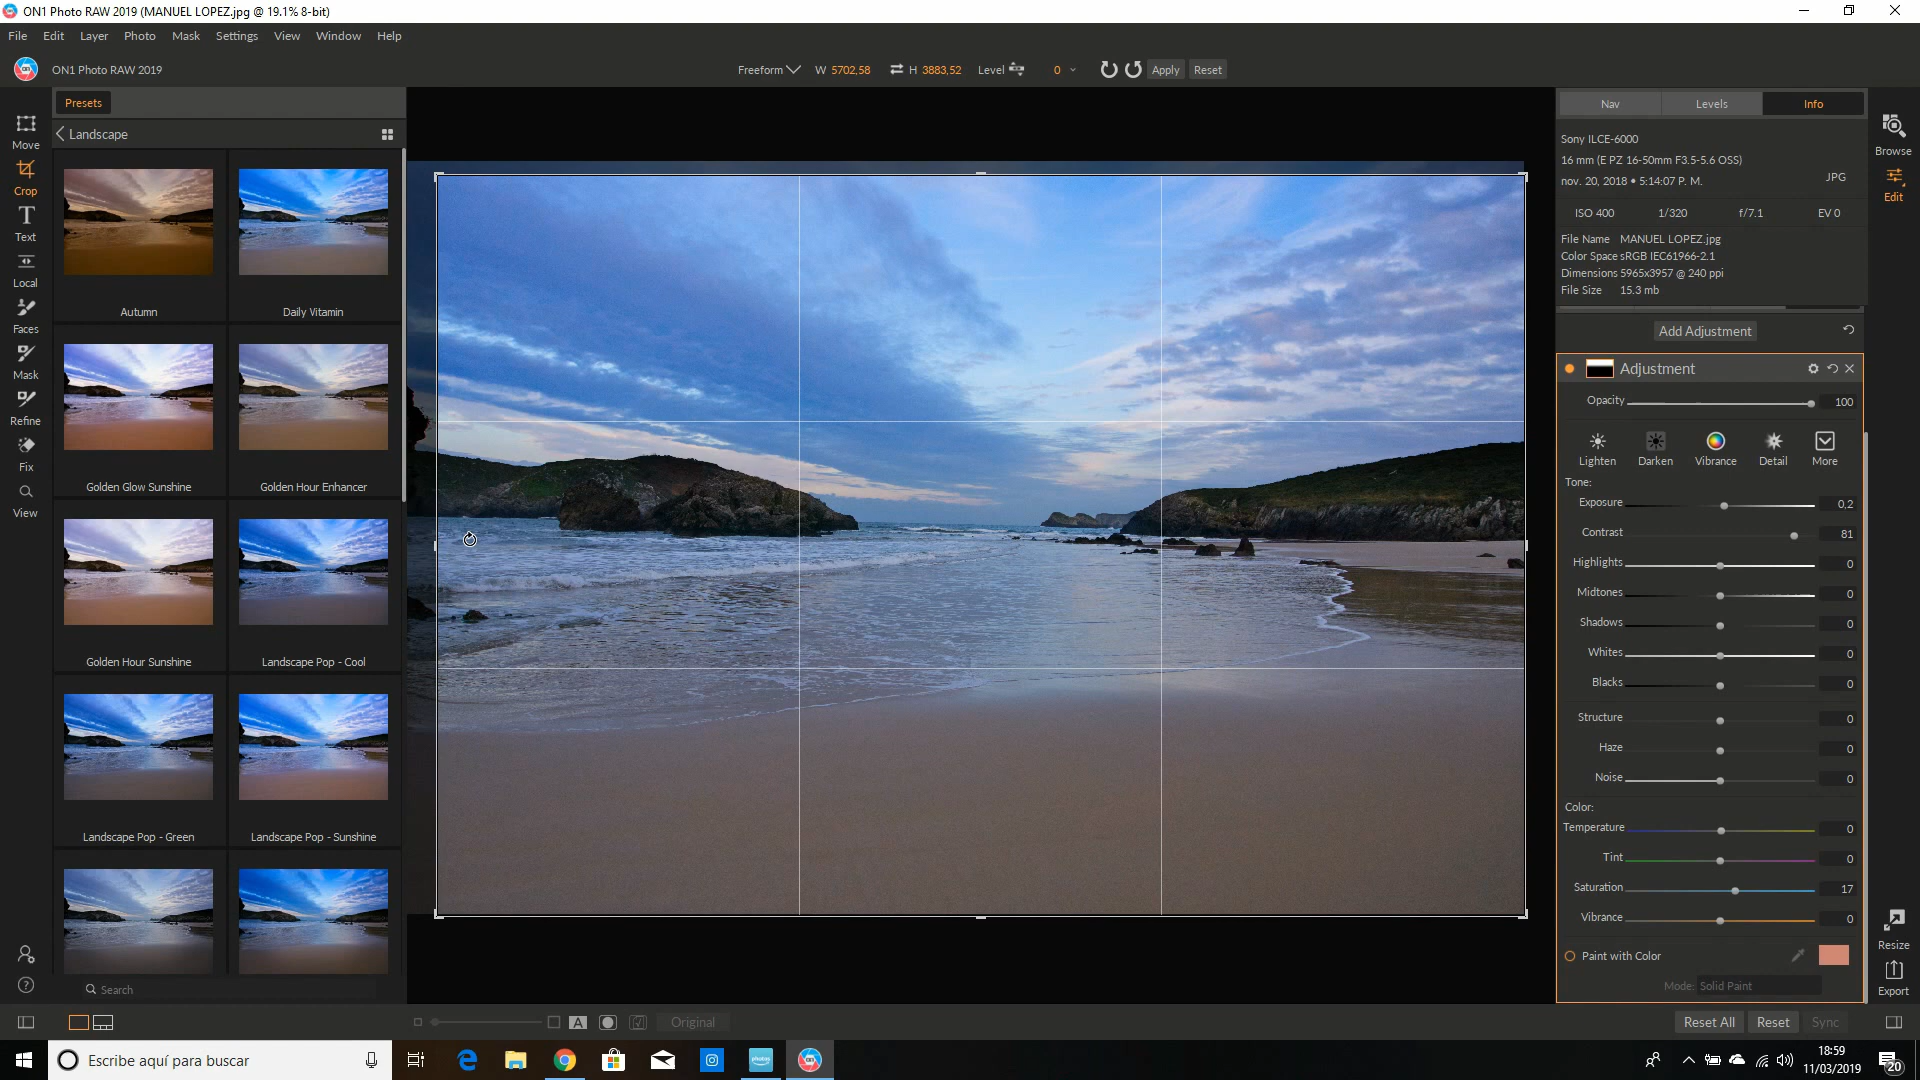 ON1 Photo RAW 2019 (MANUEL LOPEZ.jpg @ 19.1% 8-bit)
File Edit Layer Photo Mask Settings View Window Help
ON1 Photo RAW 2019
Freeform W 5702,58 H 3883,52 Level 0 Apply Reset
Presets
Landscape
Move
Crop
Text
Local
Faces
Mask
Refine
Fix
View
Autumn Daily Vitamin
Golden Glow Sunshine Golden Hour Enhancer
Golden Hour Sunshine Landscape Pop - Cool
Landscape Pop - Green Landscape Pop - Sunshine
Search
Nav Levels Info
Sony ILCE-6000
16 mm (E PZ 16-50mm F3.5-5.6 OSS)
nov. 20, 2018 • 5:14:07 P. M. JPG
ISO 400 1/320 f/7.1 EV 0
File Name MANUEL LOPEZ.jpg
Color Space sRGB IEC61966-2.1
Dimensions 5965x3957 @ 240 ppi
File Size 15.3 mb
Browse
Edit
Add Adjustment
Adjustment
Opacity 100
Lighten Darken Vibrance Detail More
Tone:
Exposure 0,2
Contrast 81
Highlights 0
Midtones 0
Shadows 0
Whites 0
Blacks 0
Structure 0
Haze 0
Noise 0
Color:
Temperature 0
Tint 0
Saturation 17
Vibrance 0
Paint with Color
Mode: Solid Paint
Resize
Export
A Original
Reset All Reset Sync
Escribe aquí para buscar
photos
ON
18:59
11/03/2019
20